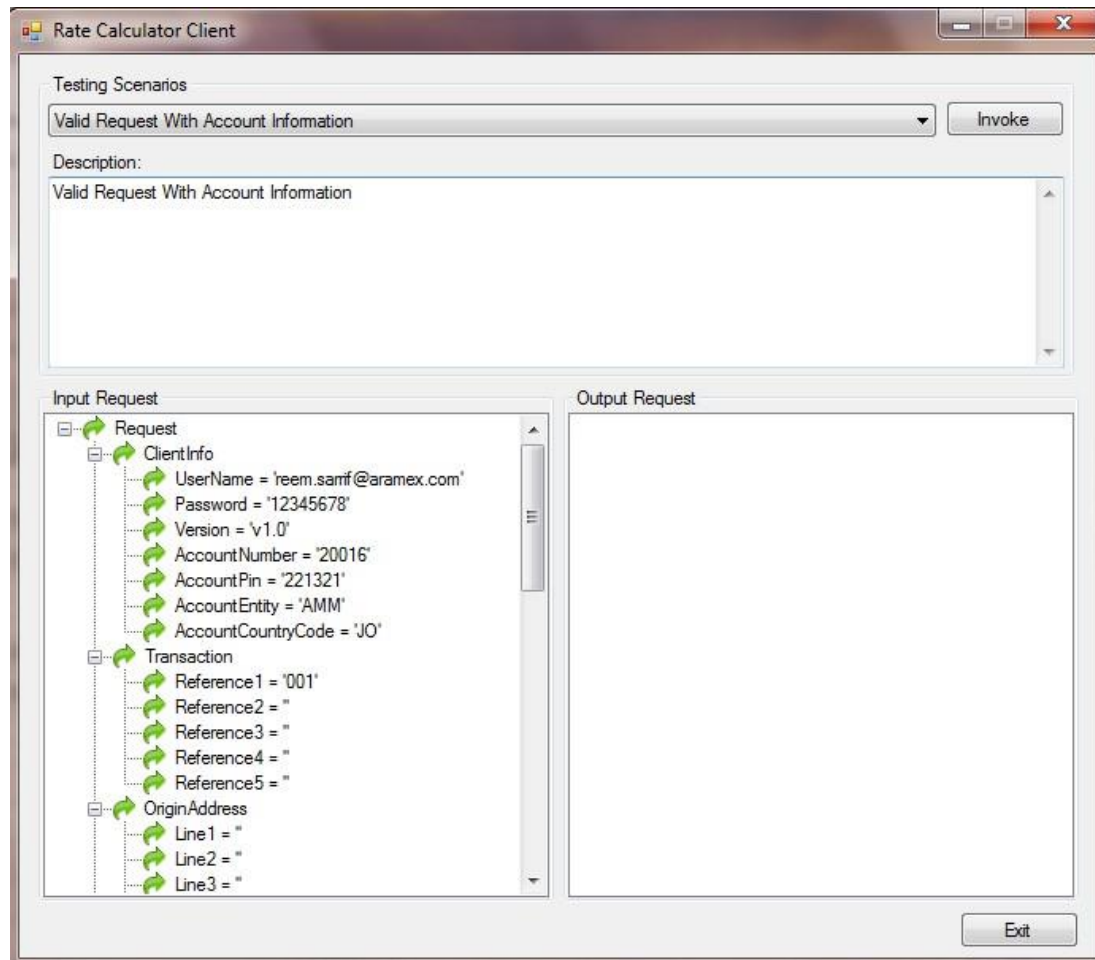 Rate Calculator Client
Testing Scenarios
Valid Request With Account Information
Invoke
Description:
Valid Request With Account Information
Input Request
Request
ClientInfo
UserName = 'reem.sarrif@aramex.com'
Password = '12345678'
Version = 'v1.0'
AccountNumber = '20016'
AccountPin = '221321'
AccountEntity = 'AMM'
AccountCountryCode = 'JO'
Transaction
Reference1 = '001'
Reference2 = ''
Reference3 = ''
Reference4 = ''
Reference5 = ''
OriginAddress
Line1 = ''
Line2 = ''
Line3 = ''
Output Request
Exit